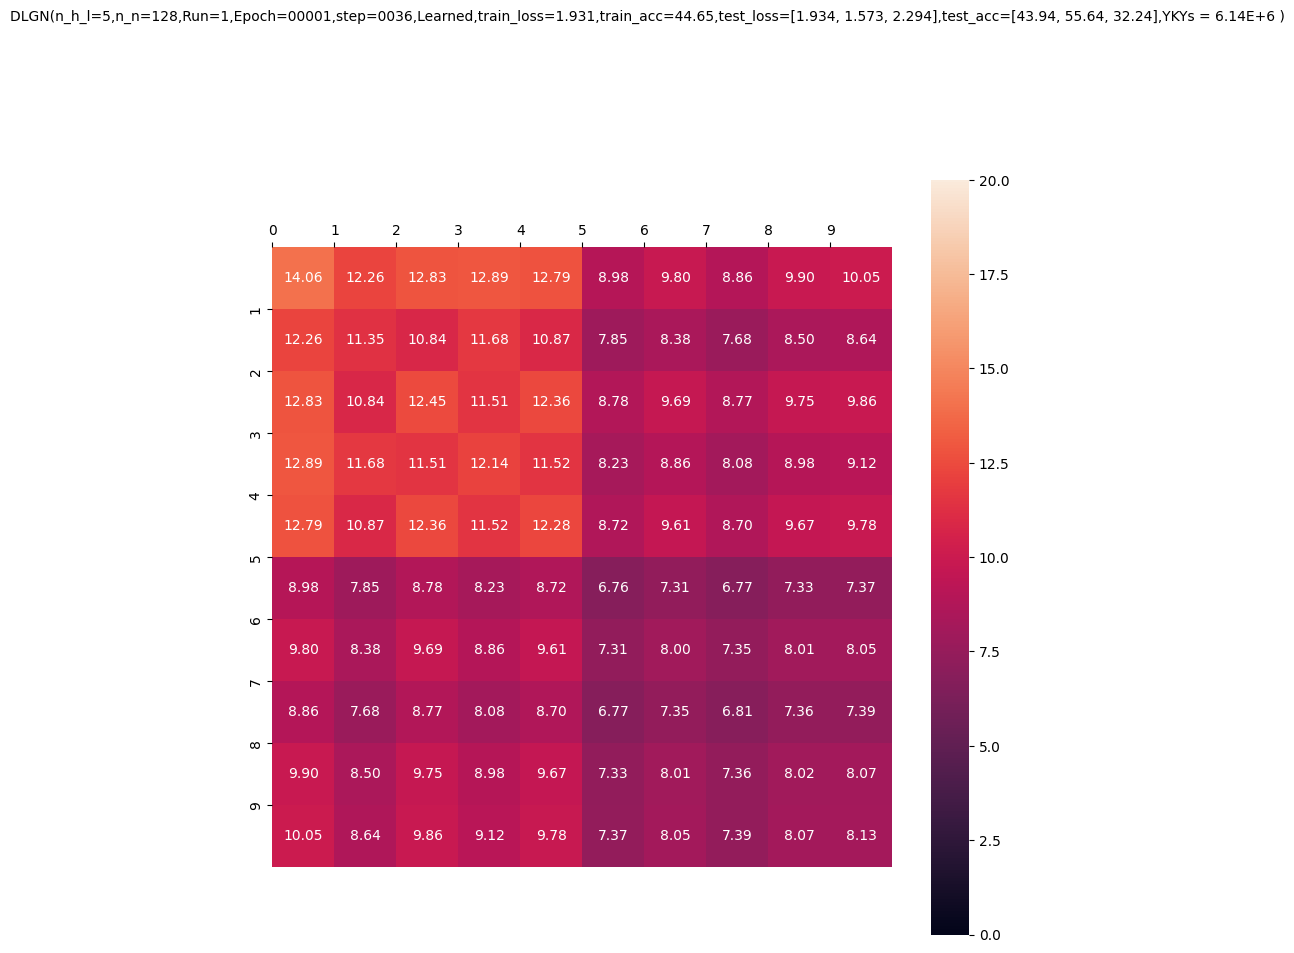 DLGN(n_h_l=5,n_n=128,Run=1,Epoch=00001,step=0036,Learned,train_loss=1.931,train_acc=44.65,test_loss=[1.934, 1.573, 2.294],test_acc=[43.94, 55.64, 32.24],YKYs = 6.14E+6 )
0 1 2 3 4 5 6 7 8 9
14.06 12.26 12.83 12.89 12.79 8.98 9.80 8.86 9.90 10.05
1
12.26 11.35 10.84 11.68 10.87 7.85 8.38 7.68 8.50 8.64
2
12.83 10.84 12.45 11.51 12.36 8.78 9.69 8.77 9.75 9.86
3
12.89 11.68 11.51 12.14 11.52 8.23 8.86 8.08 8.98 9.12
4
12.79 10.87 12.36 11.52 12.28 8.72 9.61 8.70 9.67 9.78
5
8.98 7.85 8.78 8.23 8.72 6.76 7.31 6.77 7.33 7.37
6
9.80 8.38 9.69 8.86 9.61 7.31 8.00 7.35 8.01 8.05
7
8.86 7.68 8.77 8.08 8.70 6.77 7.35 6.81 7.36 7.39
8
9.90 8.50 9.75 8.98 9.67 7.33 8.01 7.36 8.02 8.07
9
10.05 8.64 9.86 9.12 9.78 7.37 8.05 7.39 8.07 8.13
20.0
17.5
15.0
12.5
10.0
7.5
5.0
2.5
0.0